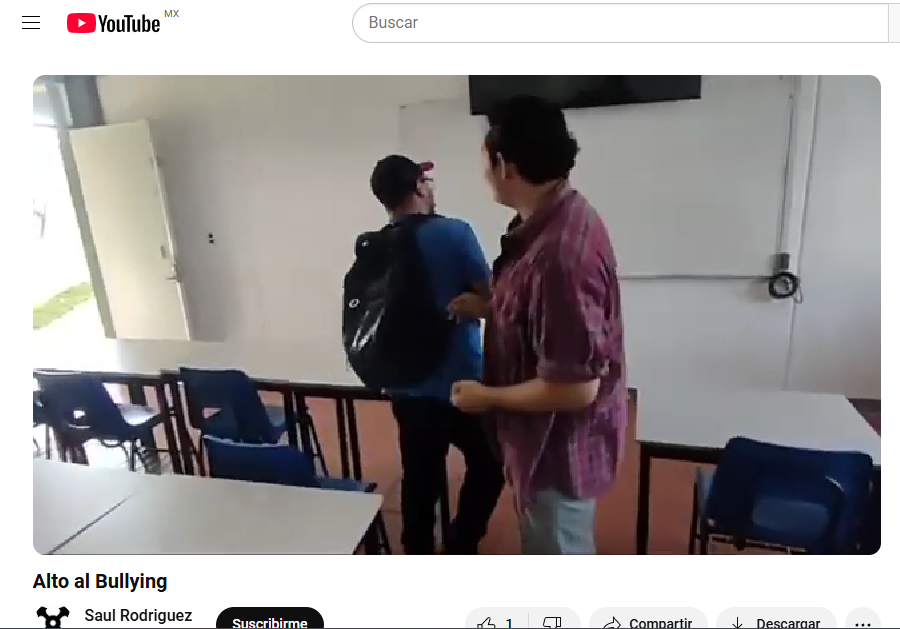 YouTube MX
Buscar
Alto al Bullying
Saul Rodriguez
Suscribirme
1
Compartir
Descargar